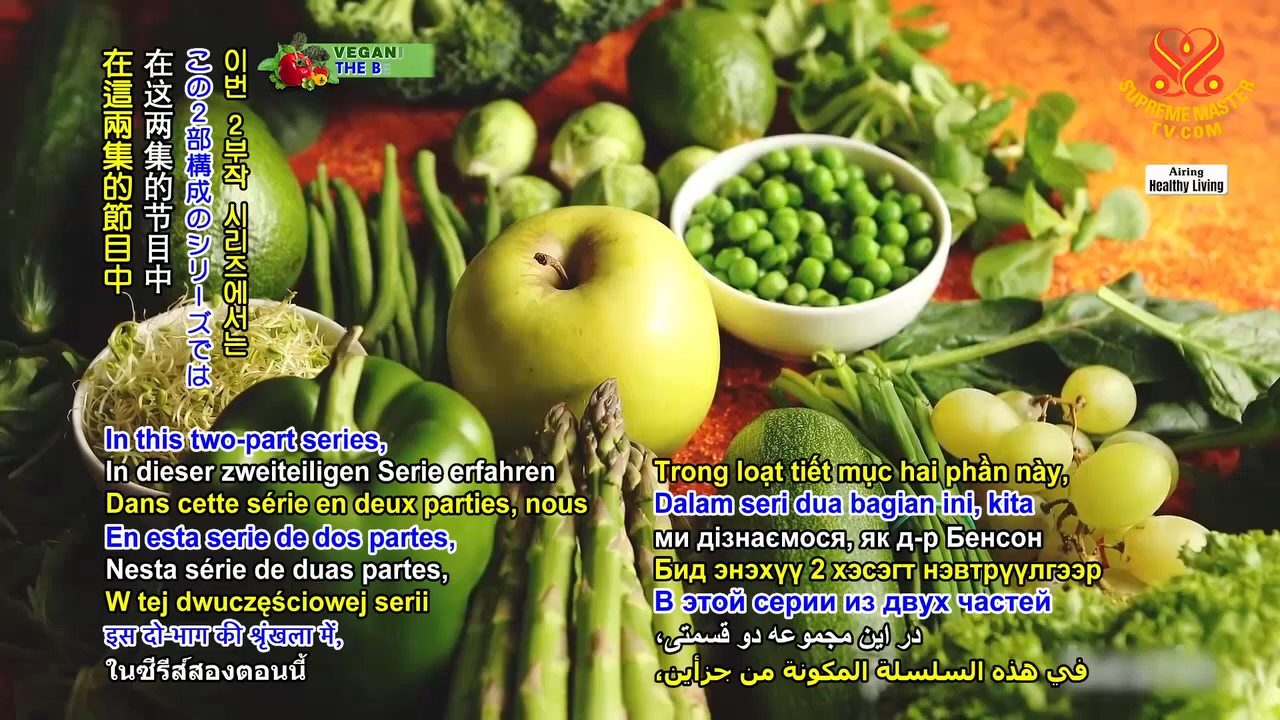 이번 2부작 시리즈에서는
この2部構成のシリーズでは
在这两集的节目中
在這兩集的節目中
VEGAN
THE B
SUPREME MASTER
TV.COM
Airing
Healthy Living
In this two-part series,
In dieser zweiteiligen Serie erfahren
Dans cette série en deux parties, nous
En esta serie de dos partes,
Nesta série de duas partes,
W tej dwuczęściowej serii
इस दो-भाग की श्रृंखला में,
ในซีรีส์สองตอนนี้
Trong loạt tiết mục hai phần này,
Dalam seri dua bagian ini, kita
ми дізнаємося, як д-р Бенсон
Бид энэхүү 2 хэсэгт нэвтрүүлгээр
В этой серии из двух частей
در این مجموعه دو قسمتی،
في هذه السلسلة المكونة من جزأين،